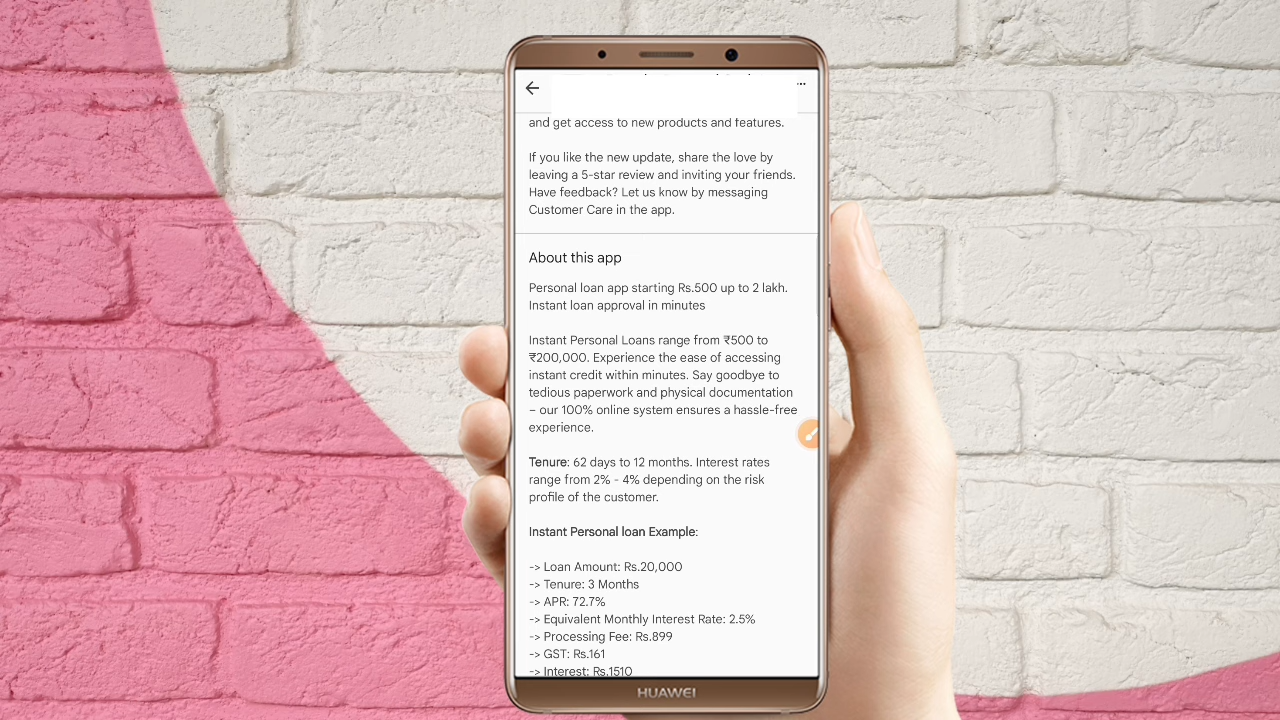 and get access to new products and features.
If you like the new update, share the love by
leaving a 5-star review and inviting your friends.
Have feedback? Let us know by messaging
Customer Care in the app.
About this app
Personal loan app starting Rs.500 up to 2 lakh.
Instant loan approval in minutes
Instant Personal Loans range from ₹500 to
₹200,000. Experience the ease of accessing
instant credit within minutes. Say goodbye to
tedious paperwork and physical documentation
– our 100% online system ensures a hassle-free
experience.
Tenure: 62 days to 12 months. Interest rates
range from 2% - 4% depending on the risk
profile of the customer.
Instant Personal loan Example:
-> Loan Amount: Rs.20,000
-> Tenure: 3 Months
-> APR: 72.7%
-> Equivalent Monthly Interest Rate: 2.5%
-> Processing Fee: Rs.899
-> GST: Rs.161
-> Interest: Rs.1510
HUAWEI